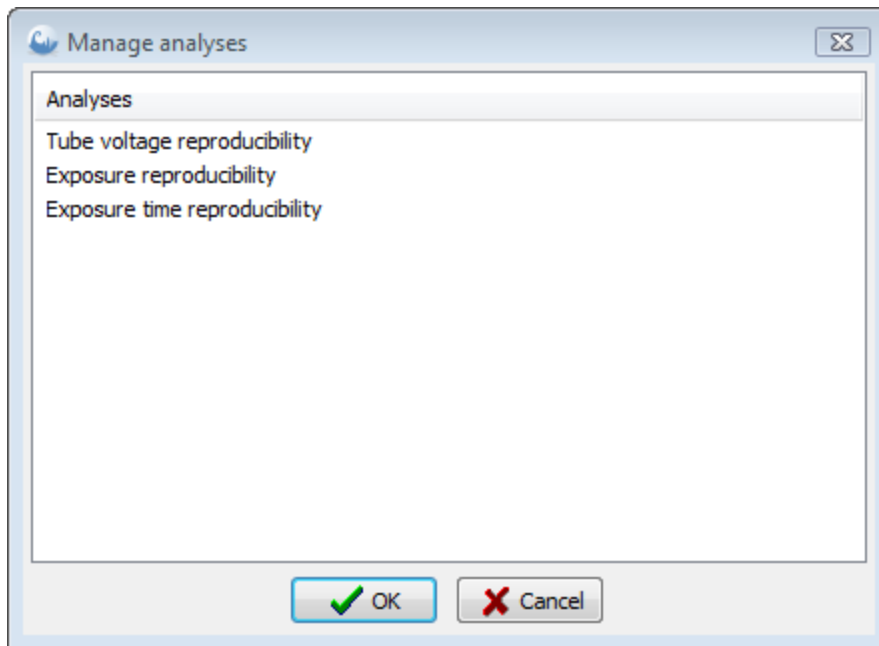 Manage analyses
Analyses
Tube voltage reproducibility
Exposure reproducibility
Exposure time reproducibility
OK
Cancel